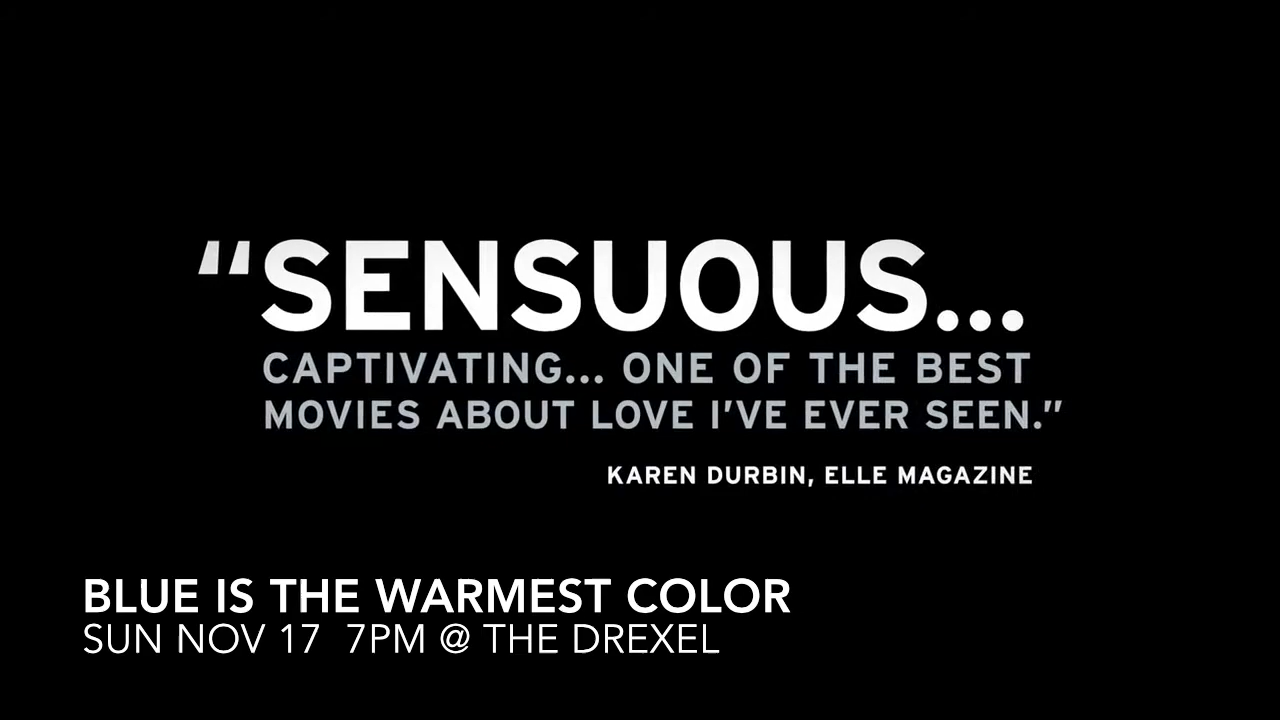 “SENSUOUS...
CAPTIVATING... ONE OF THE BEST
MOVIES ABOUT LOVE I’VE EVER SEEN.”
KAREN DURBIN, ELLE MAGAZINE
BLUE IS THE WARMEST COLOR
SUN NOV 17 7PM @ THE DREXEL